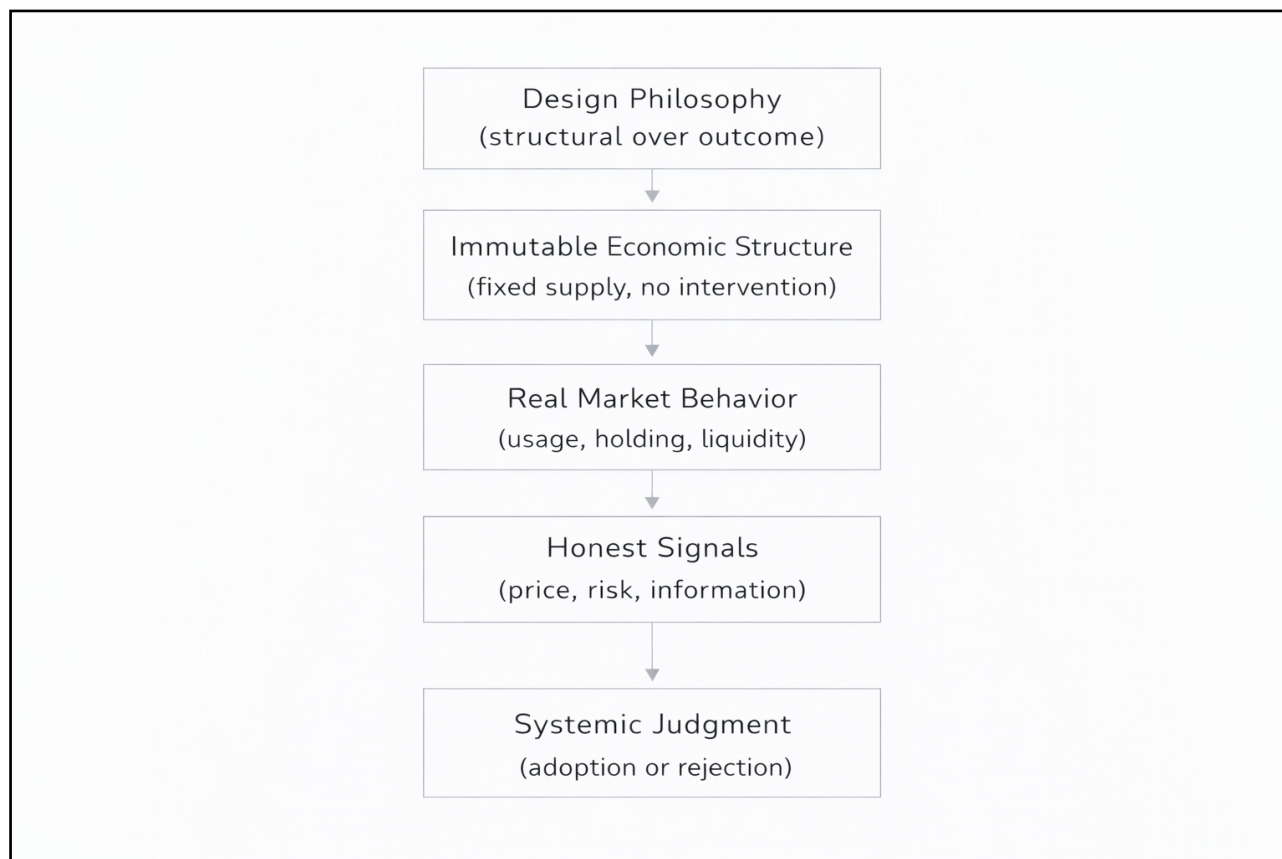 Design Philosophy
(structural over outcome)
Immutable Economic Structure
(fixed supply, no intervention)
Real Market Behavior
(usage, holding, liquidity)
Honest Signals
(price, risk, information)
Systemic Judgment
(adoption or rejection)